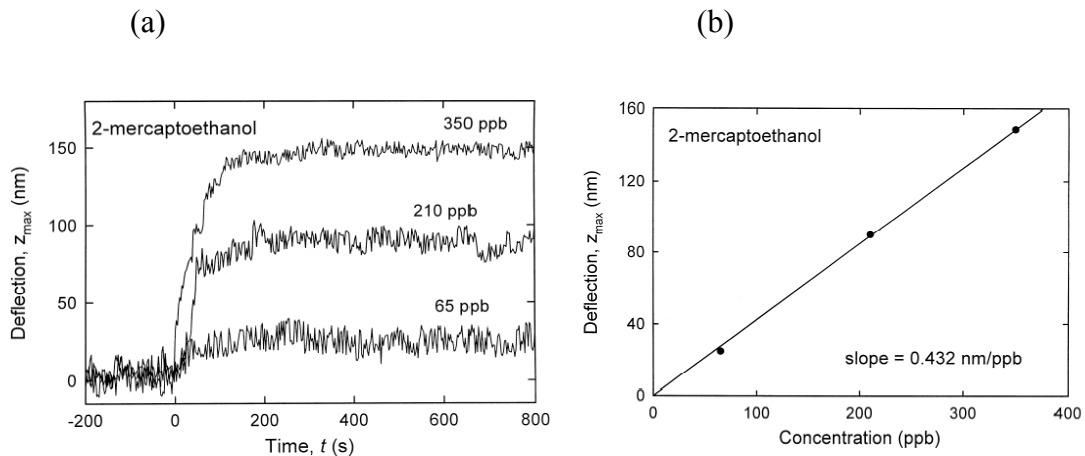 (a)
(b)
2-mercaptoethanol
350 ppb
210 ppb
65 ppb
150
100
50
0
-200 0 200 400 600 800
Deflection, zmax (nm)
Time, t (s)
2-mercaptoethanol
160
120
80
40
0
0 100 200 300 400
slope = 0.432 nm/ppb
Deflection, zmax (nm)
Concentration (ppb)